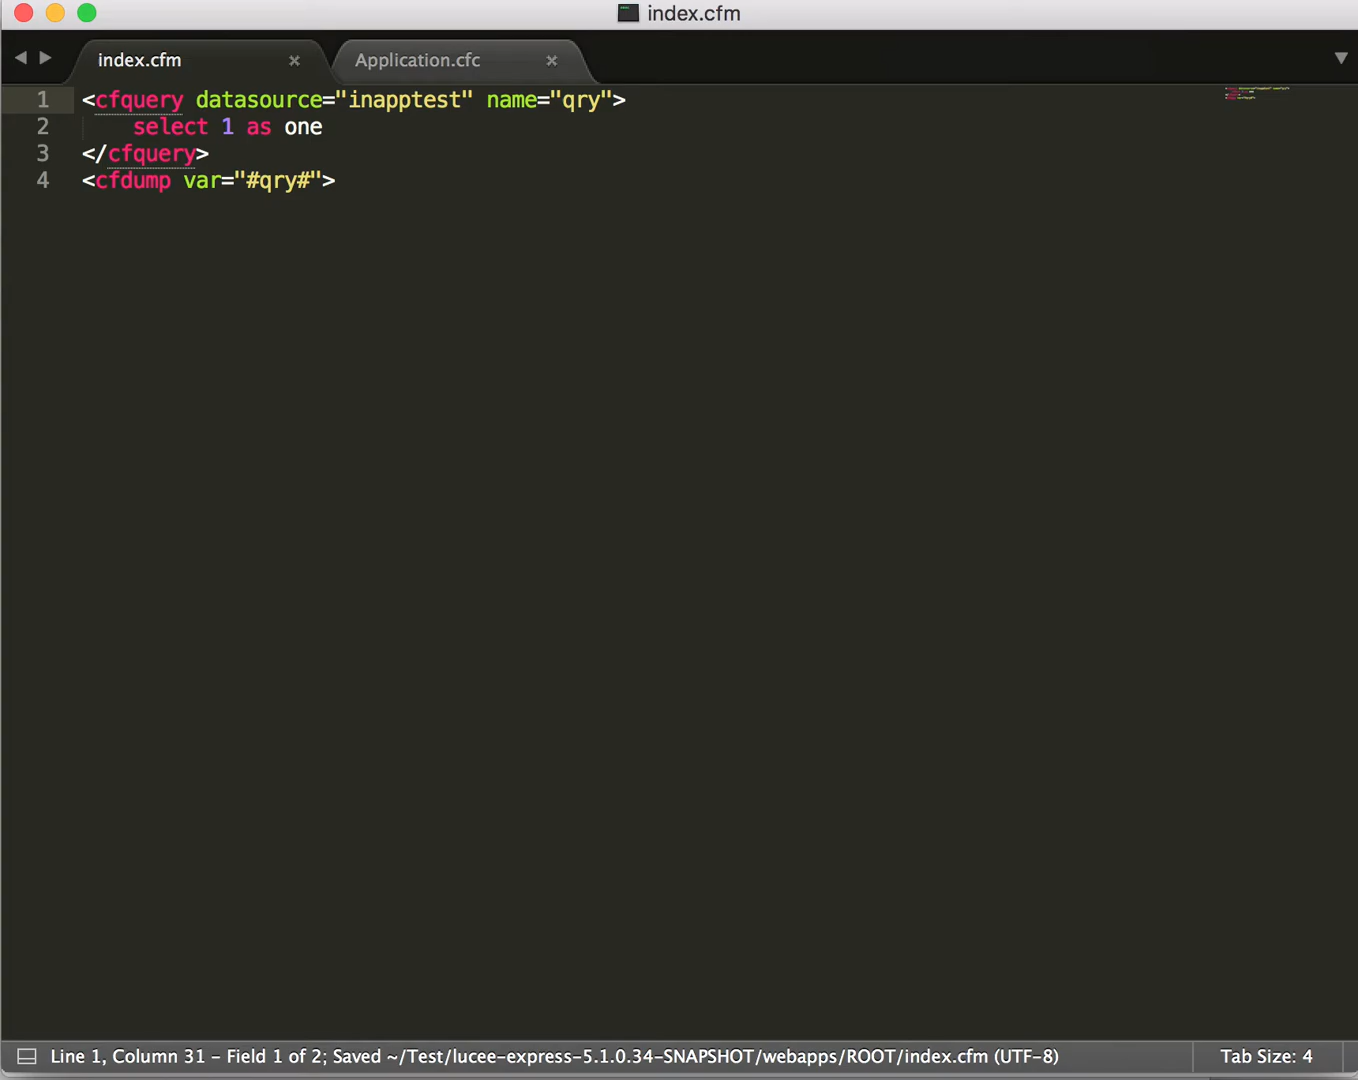 index.cfm
index.cfm × Application.cfc ×
1 <cfquery datasource="inapptest" name="qry">
2 select 1 as one
3 </cfquery>
4 <cfdump var="#qry#">
Line 1, Column 31 – Field 1 of 2; Saved ~/Test/lucee-express-5.1.0.34-SNAPSHOT/webapps/ROOT/index.cfm (UTF-8) Tab Size: 4